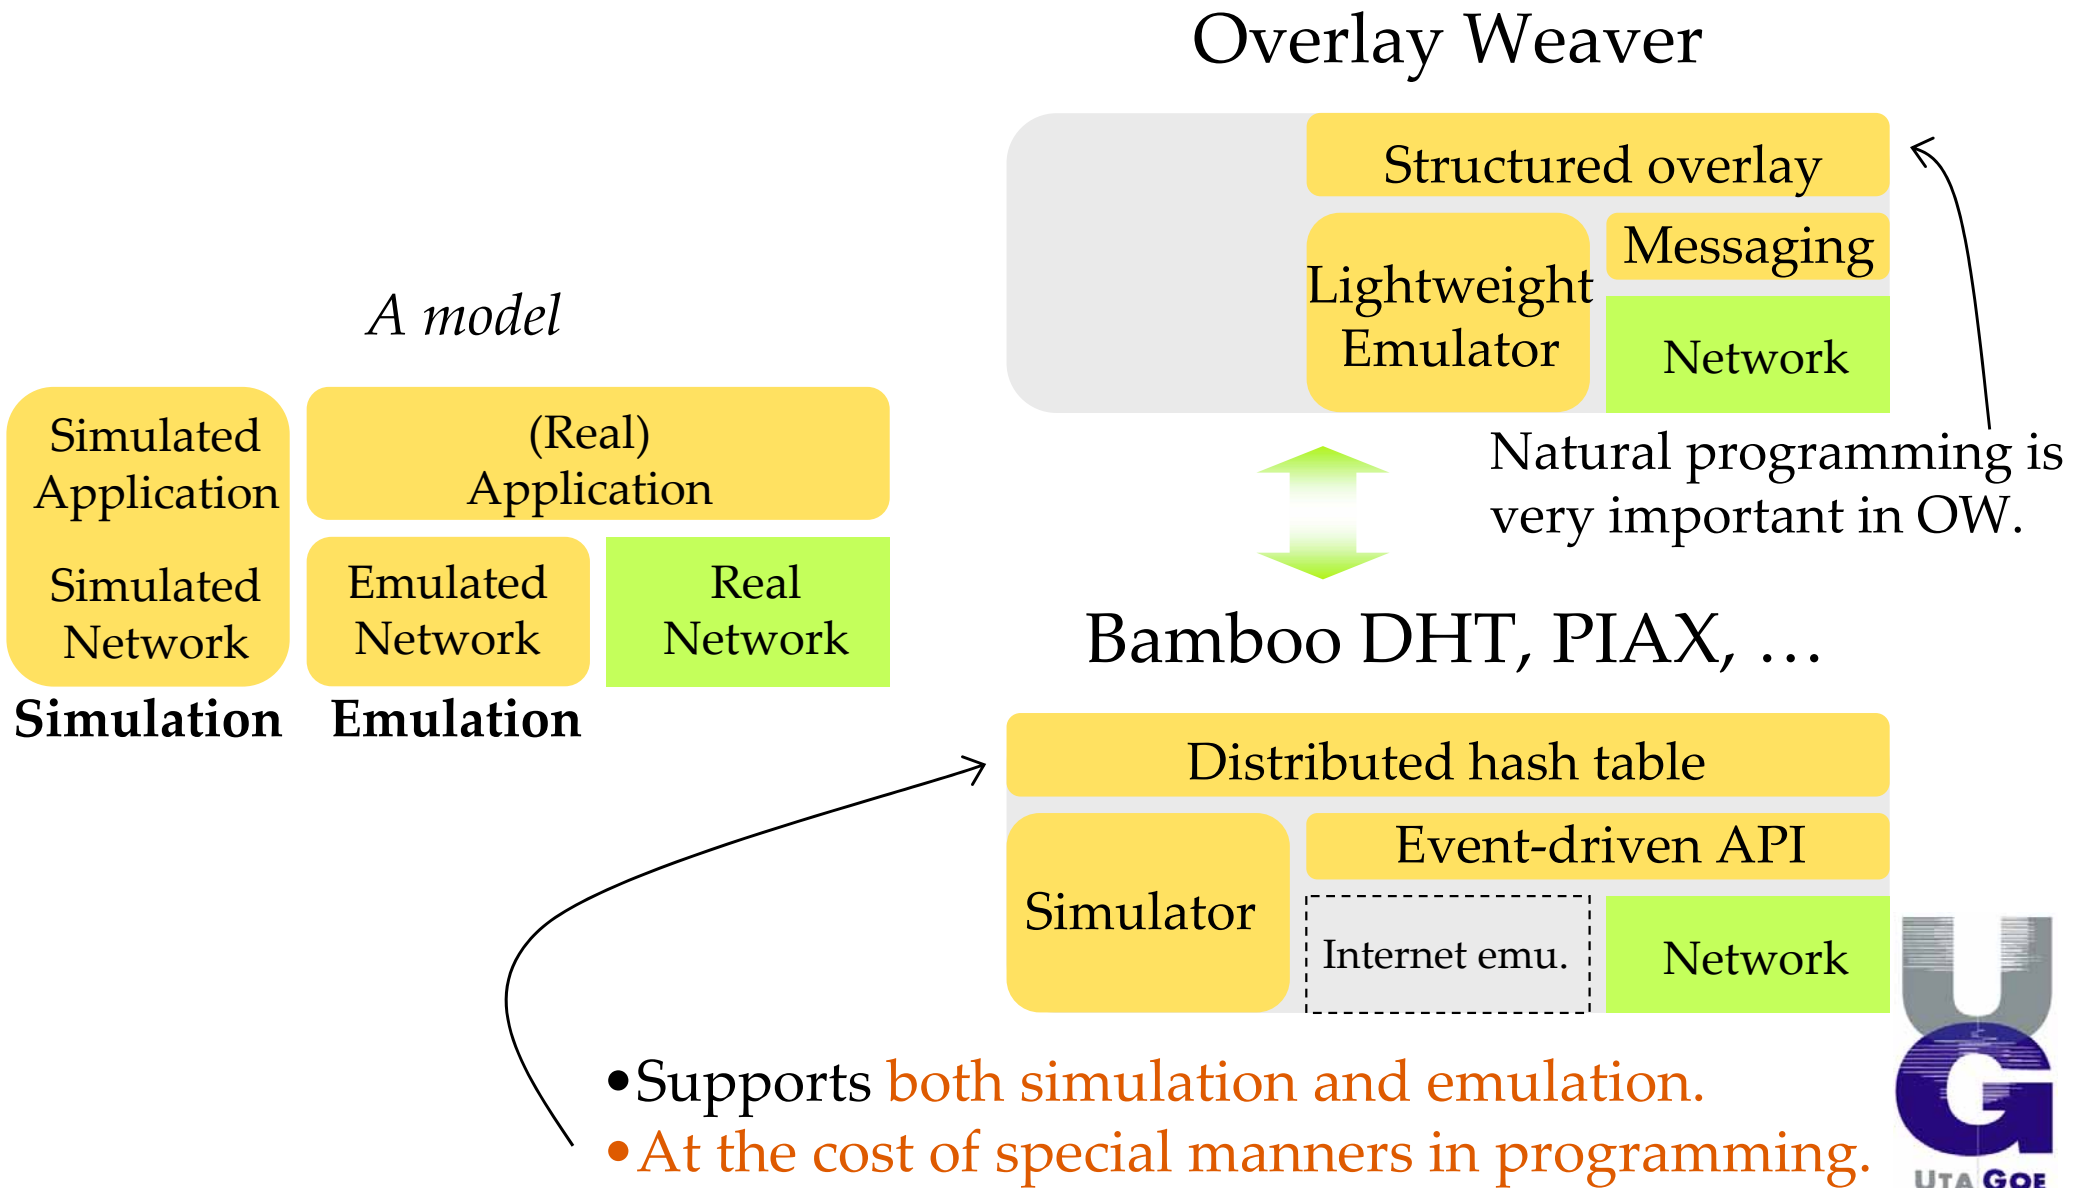 Overlay Weaver
Structured overlay
Messaging
Lightweight
Emulator
Network
Natural programming is
very important in OW.
A model
Simulated
Application
Simulated
Network
(Real)
Application
Emulated
Network
Real
Network
Simulation
Emulation
Bamboo DHT, PIAX, …
Distributed hash table
Event-driven API
Simulator
Internet emu.
Network
•Supports both simulation and emulation.
•At the cost of special manners in programming.
UG
UTAGOE